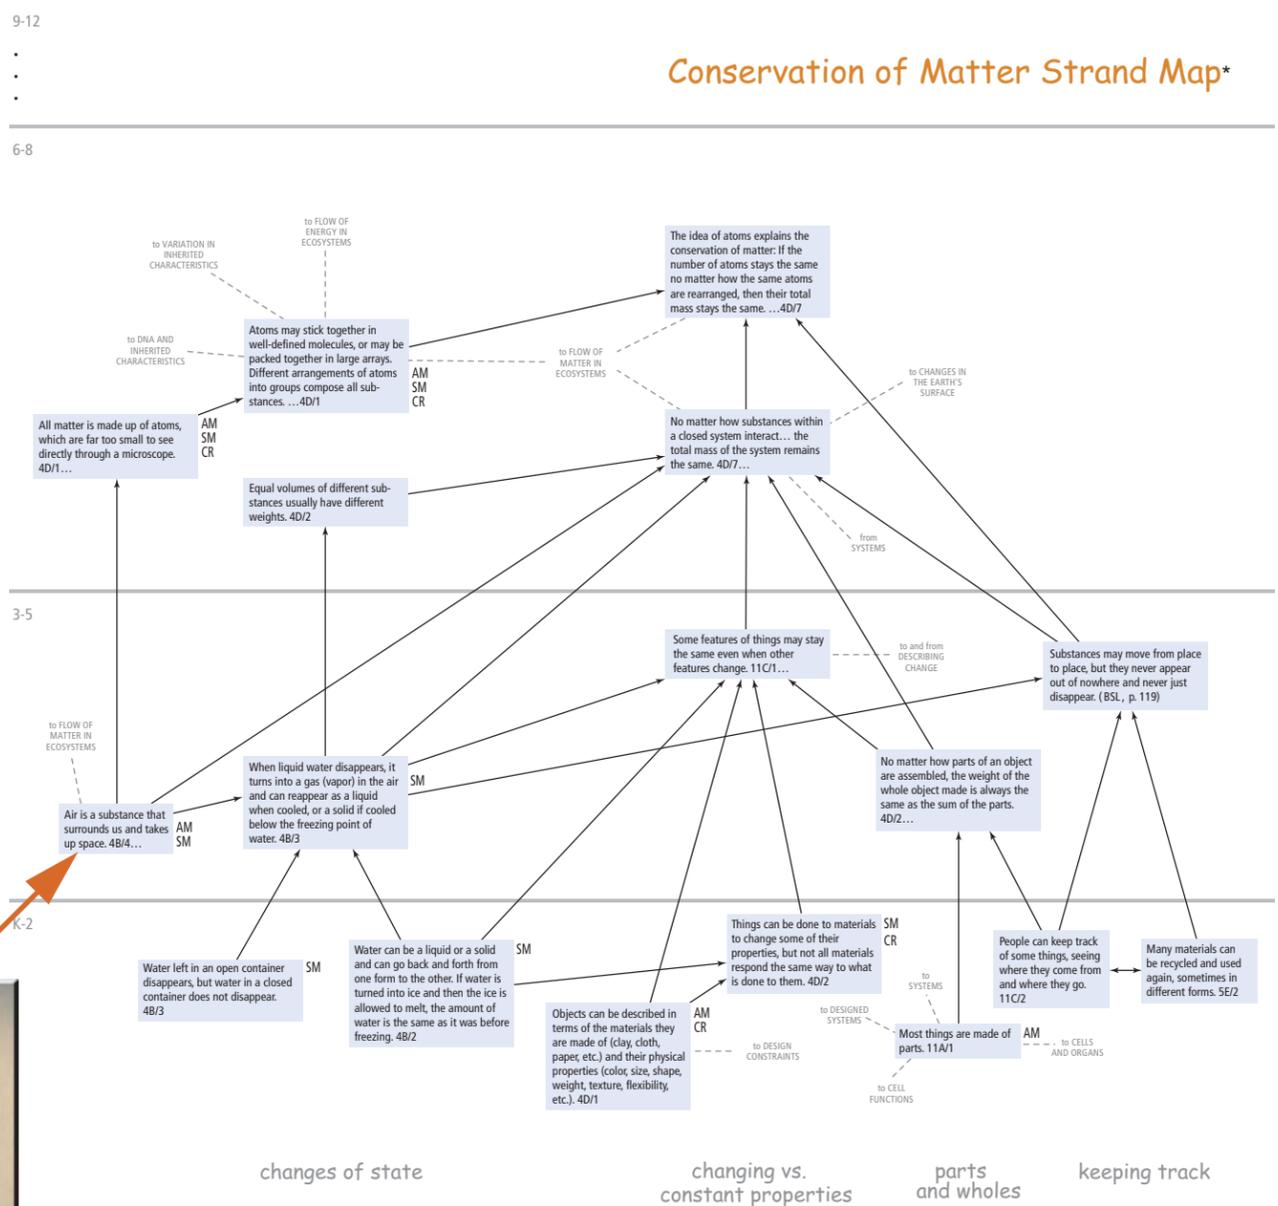 9-12
.
.
.
Conservation of Matter Strand Map*
6-8
to FLOW OF
ENERGY IN
ECOSYSTEMS
to VARIATION IN
INHERITED
CHARACTERISTICS
The idea of atoms explains the
conservation of matter: If the
number of atoms stays the same
no matter how the same atoms
are rearranged, then their total
mass stays the same. …4D/7
Atoms may stick together in
well-defined molecules, or may be
packed together in large arrays.
Different arrangements of atoms
into groups compose all sub-
stances. …4D/1
AM
SM
CR
to DNA AND
INHERITED
CHARACTERISTICS
to FLOW OF
MATTER IN
ECOSYSTEMS
to CHANGES IN
THE EARTH'S
SURFACE
All matter is made up of atoms,
which are far too small to see
directly through a microscope.
4D/1…
AM
SM
CR
No matter how substances within
a closed system interact… the
total mass of the system remains
the same. 4D/7…
Equal volumes of different sub-
stances usually have different
weights. 4D/2
from
SYSTEMS
3-5
Some features of things may stay
the same even when other
features change. 11C/1…
to and from
DESCRIBING
CHANGE
Substances may move from place
to place, but they never appear
out of nowhere and never just
disappear. (BSL, p. 119)
to FLOW OF
MATTER IN
ECOSYSTEMS
When liquid water disappears, it
turns into a gas (vapor) in the air
and can reappear as a liquid
when cooled, or a solid if cooled
below the freezing point of
water. 4B/3
SM
No matter how parts of an object
are assembled, the weight of the
whole object made is always the
same as the sum of the parts.
4D/2…
Air is a substance that
surrounds us and takes
up space. 4B/4…
AM
SM
K-2
Water left in an open container
disappears, but water in a closed
container does not disappear.
4B/3
SM
Water can be a liquid or a solid
and can go back and forth from
one form to the other. If water is
turned into ice and then the ice is
allowed to melt, the amount of
water is the same as it was before
freezing. 4B/2
SM
Things can be done to materials
to change some of their
properties, but not all materials
respond the same way to what
is done to them. 4D/2
SM
CR
People can keep track
of some things, seeing
where they come from
and where they go.
11C/2
Many materials can
be recycled and used
again, sometimes in
different forms. 5E/2
Objects can be described in
terms of the materials they
are made of (clay, cloth,
paper, etc.) and their physical
properties (color, size, shape,
weight, texture, flexibility,
etc.). 4D/1
AM
CR
to DESIGN
CONSTRAINTS
to
SYSTEMS
to DESIGNED
SYSTEMS
Most things are made of
parts. 11A/1
AM
to CELLS
AND ORGANS
to CELL
FUNCTIONS
changes of state
changing vs.
constant properties
parts
and wholes
keeping track